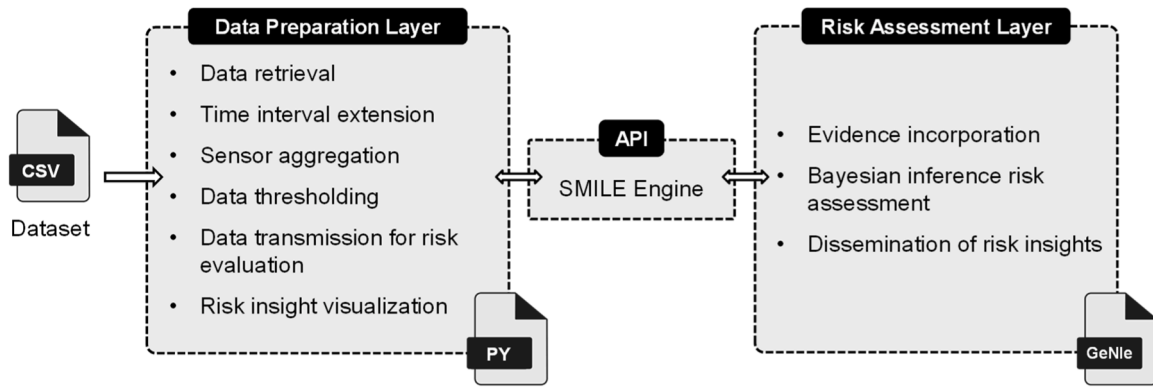 Data Preparation Layer
• Data retrieval
• Time interval extension
• Sensor aggregation
• Data thresholding
• Data transmission for risk
evaluation
• Risk insight visualization
CSV
Dataset
PY
API
SMILE Engine
Risk Assessment Layer
• Evidence incorporation
• Bayesian inference risk
assessment
• Dissemination of risk insights
GeNIe